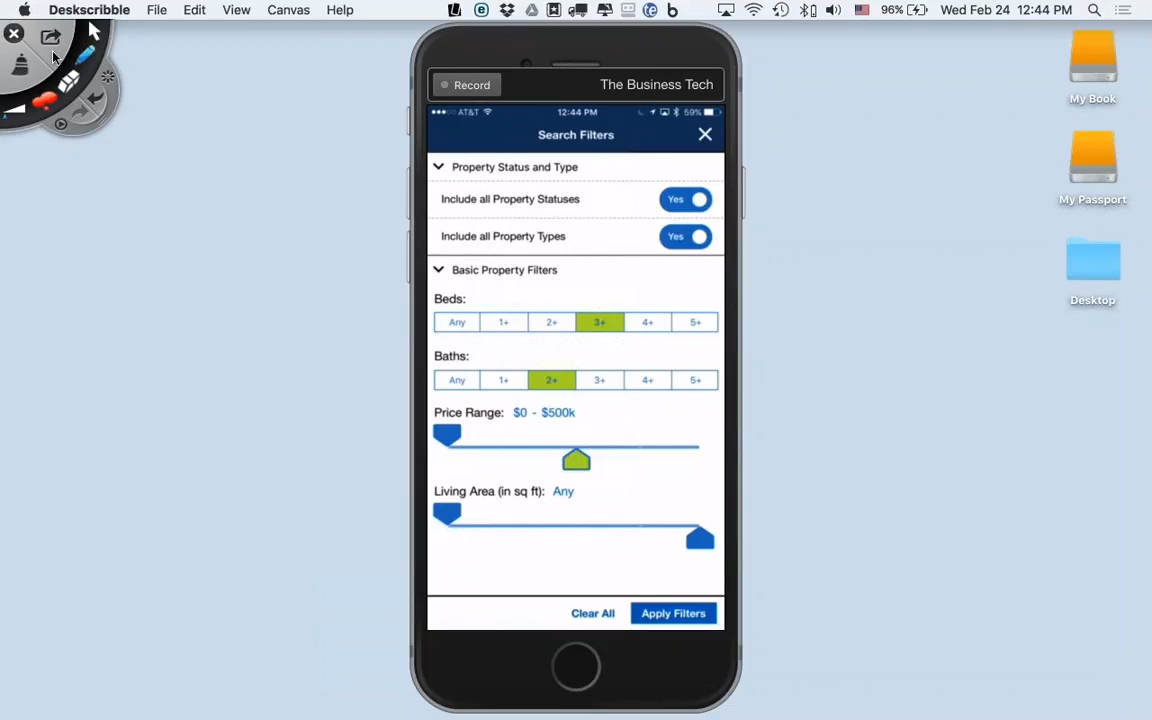 Deskscribble File Edit View Canvas Help
96% Wed Feb 24 12:44 PM
Record The Business Tech
AT&T 12:44 PM 59%
Search Filters
Property Status and Type
Include all Property Statuses Yes
Include all Property Types Yes
Basic Property Filters
Beds:
Any 1+ 2+ 3+ 4+ 5+
Baths:
Any 1+ 2+ 3+ 4+ 5+
Price Range: $0 - $500k
Living Area (in sq ft): Any
Clear All Apply Filters
My Book
My Passport
Desktop